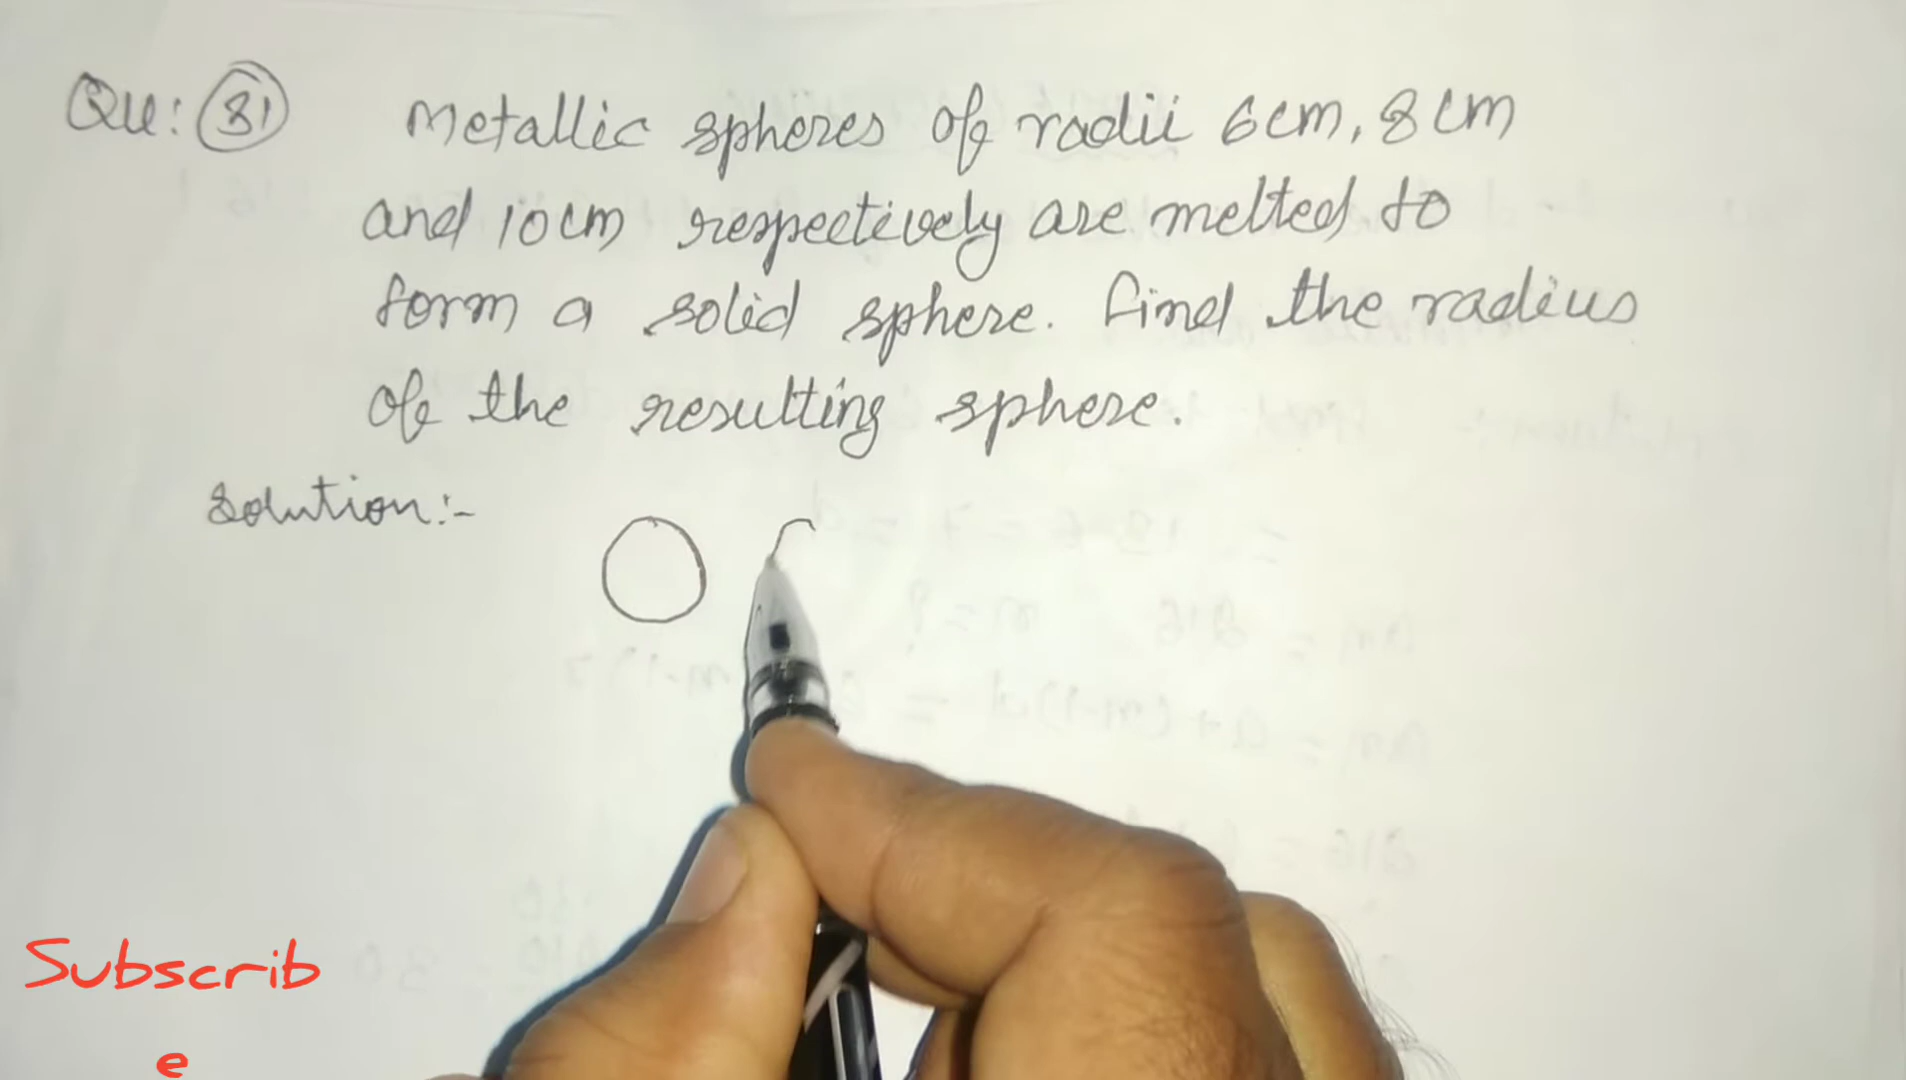 Qu: 31 Metallic spheres of radii 6cm, 8cm
and 10cm respectively are melted to
form a solid sphere. Find the radius
of the resulting sphere.
Solution:-
Subscrib
e